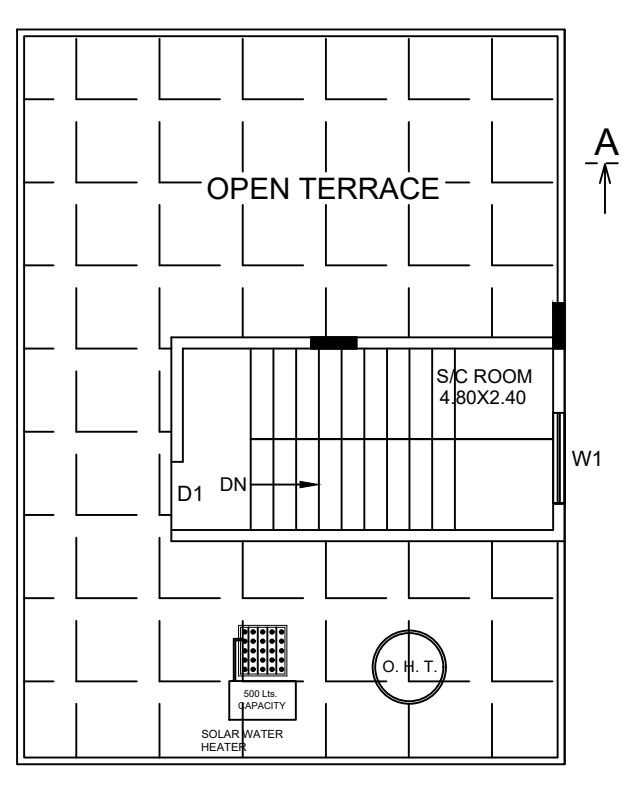 A
OPEN TERRACE
S/C ROOM
4.80X2.40
W1
D1
DN
O. H. T.
500 Lts.
CAPACITY
SOLAR WATER
HEATER